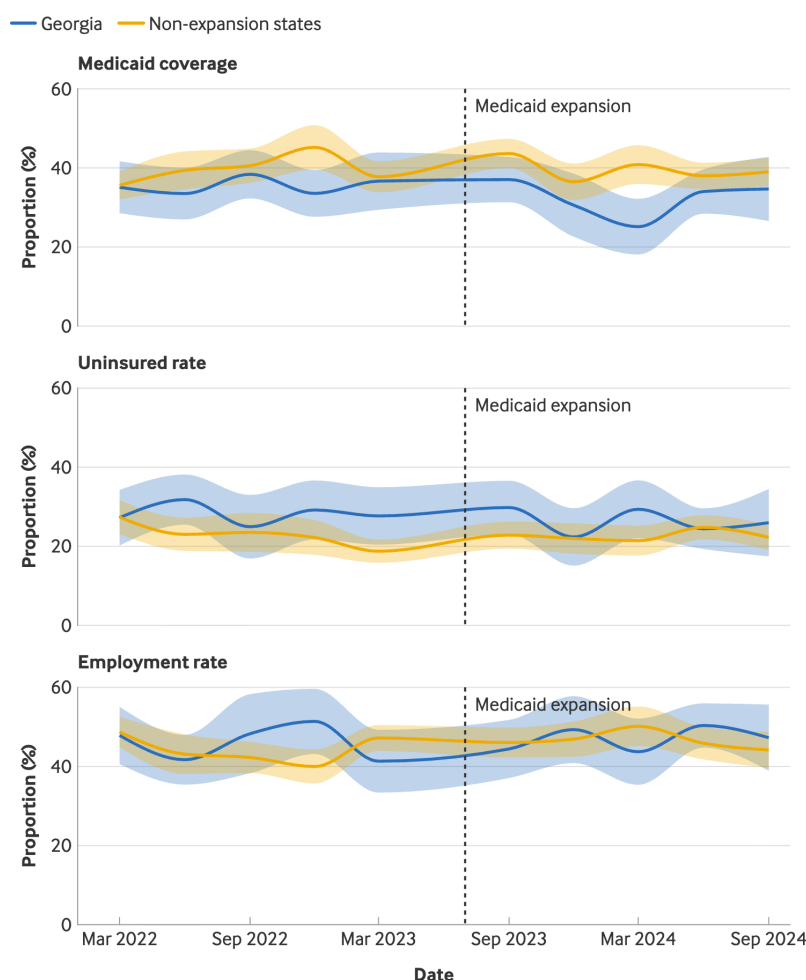 Georgia Non-expansion states
Medicaid coverage
60
40
20
0
Proportion (%)
Medicaid expansion
Uninsured rate
60
40
20
0
Proportion (%)
Medicaid expansion
Employment rate
60
40
20
0
Proportion (%)
Medicaid expansion
Mar 2022 Sep 2022 Mar 2023 Sep 2023 Mar 2024 Sep 2024
Date